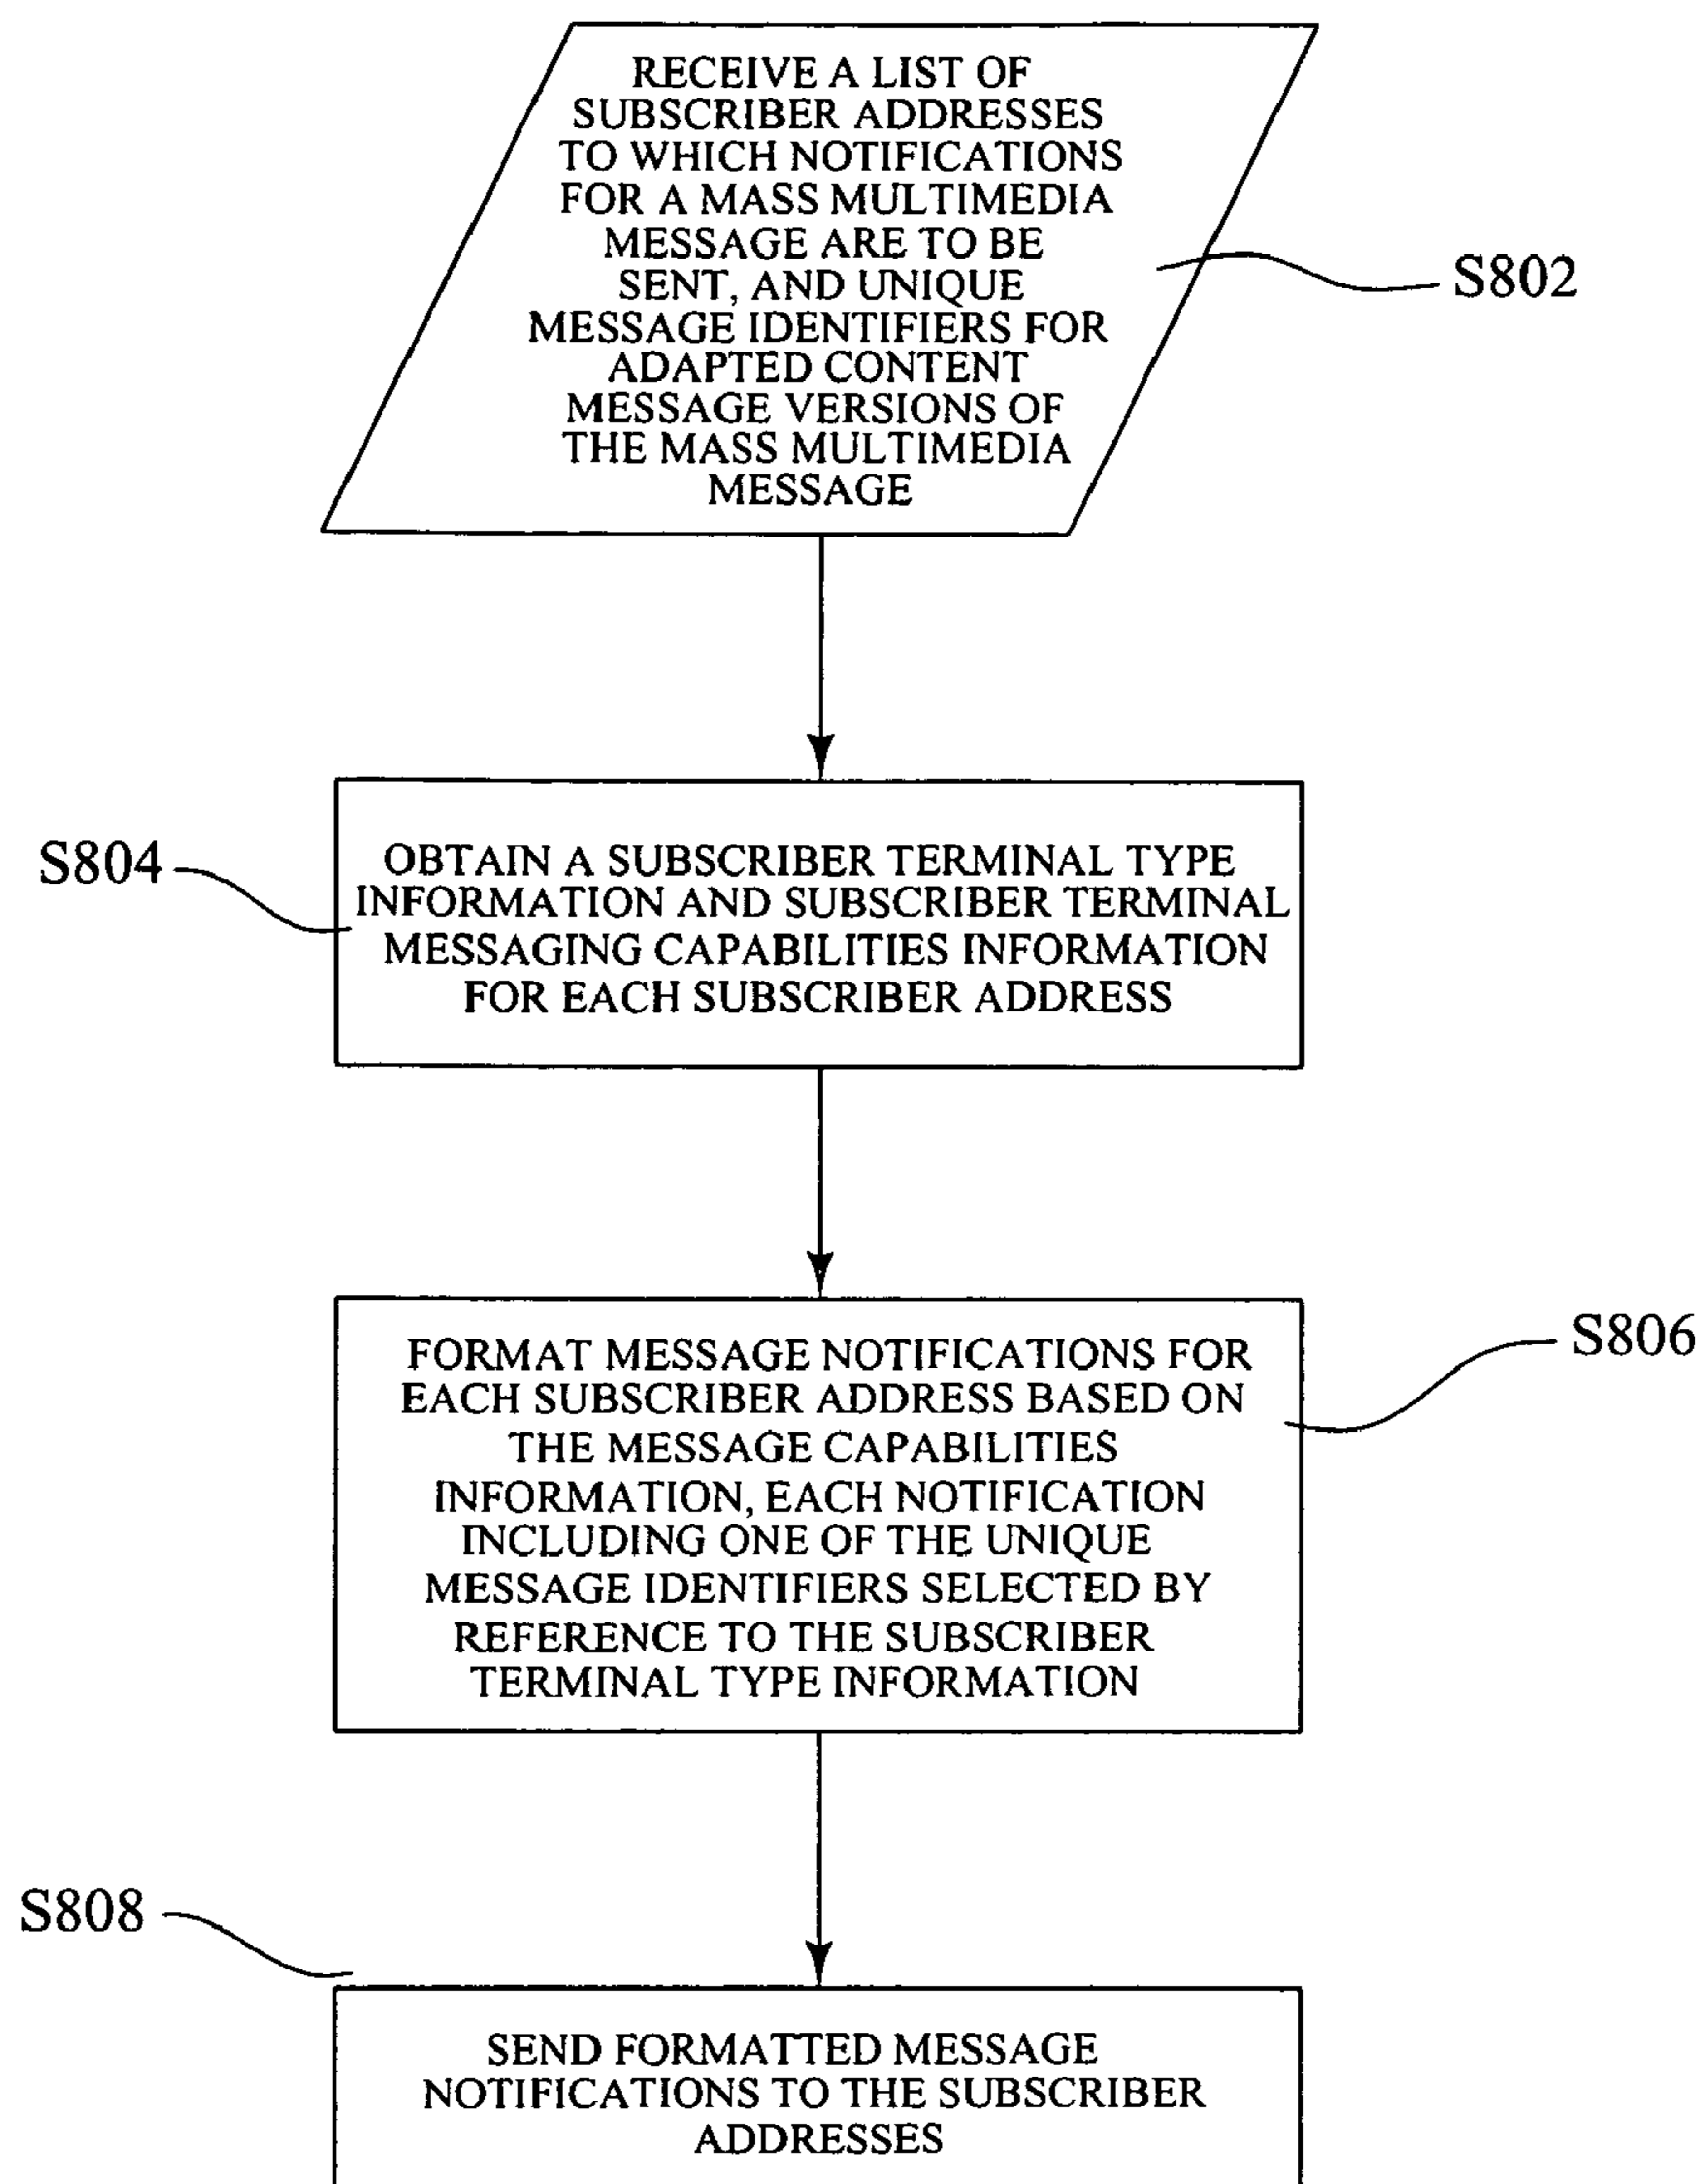 RECEIVE A LIST OF
SUBSCRIBER ADDRESSES
TO WHICH NOTIFICATIONS
FOR A MASS MULTIMEDIA
MESSAGE ARE TO BE
SENT, AND UNIQUE
MESSAGE IDENTIFIERS FOR
ADAPTED CONTENT
MESSAGE VERSIONS OF
THE MASS MULTIMEDIA
MESSAGE
S802
S804
OBTAIN A SUBSCRIBER TERMINAL TYPE
INFORMATION AND SUBSCRIBER TERMINAL
MESSAGING CAPABILITIES INFORMATION
FOR EACH SUBSCRIBER ADDRESS
S806
FORMAT MESSAGE NOTIFICATIONS FOR
EACH SUBSCRIBER ADDRESS BASED ON
THE MESSAGE CAPABILITIES
INFORMATION, EACH NOTIFICATION
INCLUDING ONE OF THE UNIQUE
MESSAGE IDENTIFIERS SELECTED BY
REFERENCE TO THE SUBSCRIBER
TERMINAL TYPE INFORMATION
S808
SEND FORMATTED MESSAGE
NOTIFICATIONS TO THE SUBSCRIBER
ADDRESSES